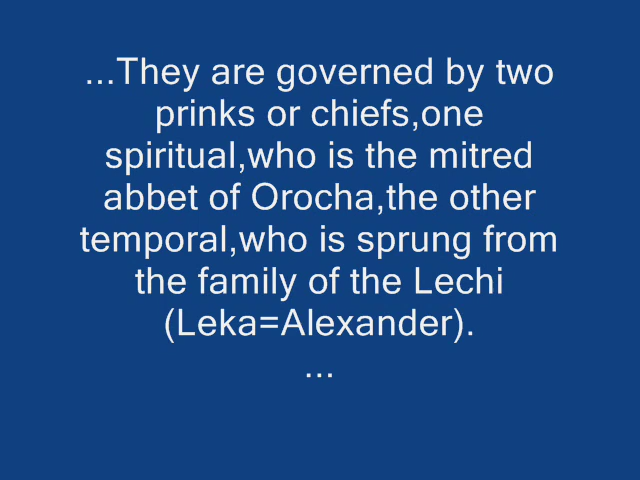 ...They are governed by two
prinks or chiefs,one
spiritual,who is the mitred
abbet of Orocha,the other
temporal,who is sprung from
the family of the Lechi
(Leka=Alexander).
...